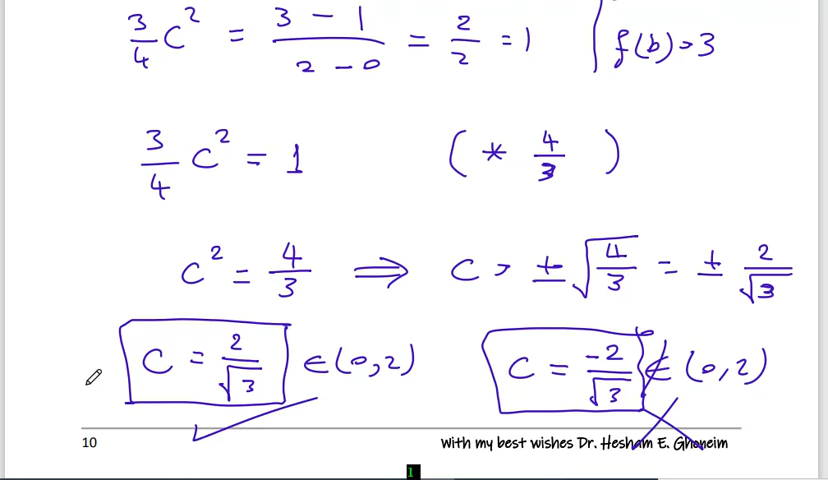 3/4 c² = (3 − 1)/(2 − 0) = 2/2 = 1 | f(b) = 3
3/4 c² = 1 (* 4/3)
c² = 4/3 ⟹ c = ± √(4/3) = ± 2/√3
c = 2/√3 ∈ (0, 2) c = −2/√3 ∉ (0, 2)
10 With my best wishes Dr. Hesham E. Ghoneim
1